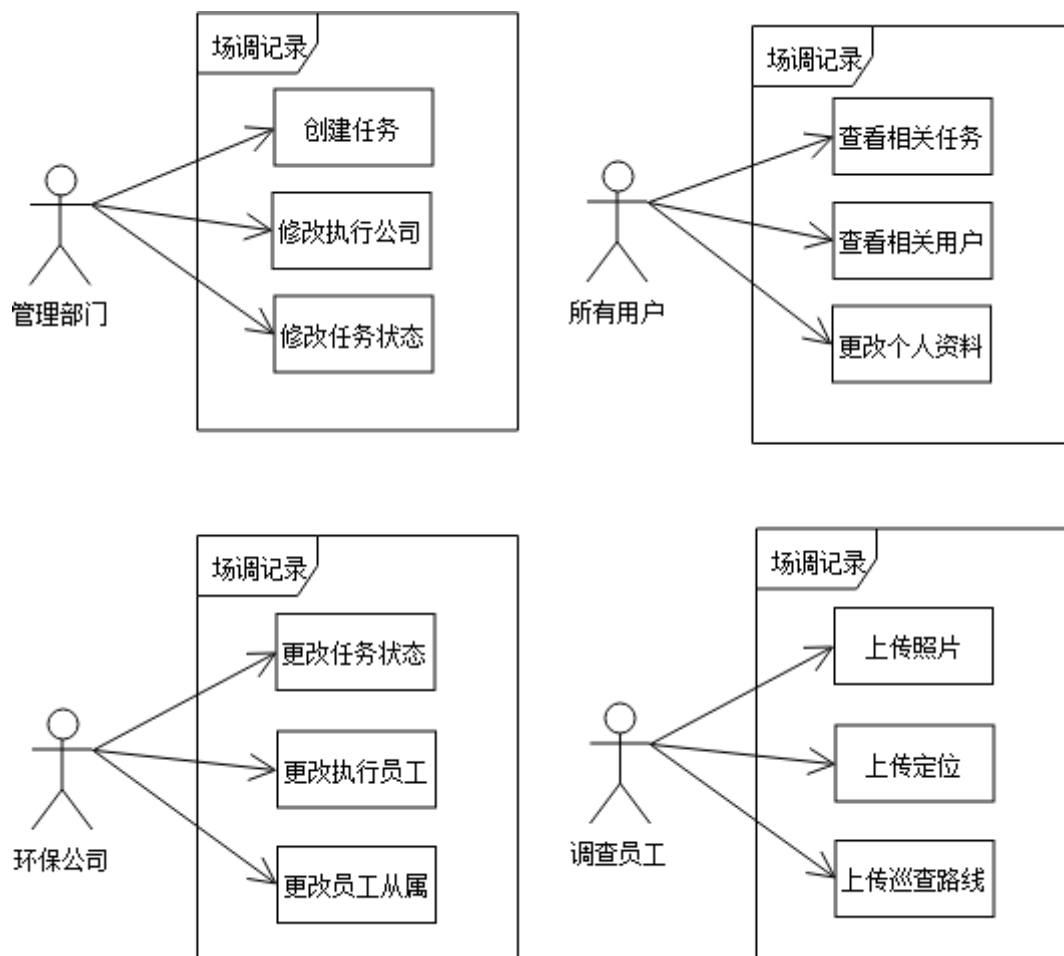 场调记录
创建任务
修改执行公司
修改任务状态
管理部门
场调记录
查看相关任务
查看相关用户
更改个人资料
所有用户
场调记录
更改任务状态
更改执行员工
更改员工从属
环保公司
场调记录
上传照片
上传定位
上传巡查路线
调查员工